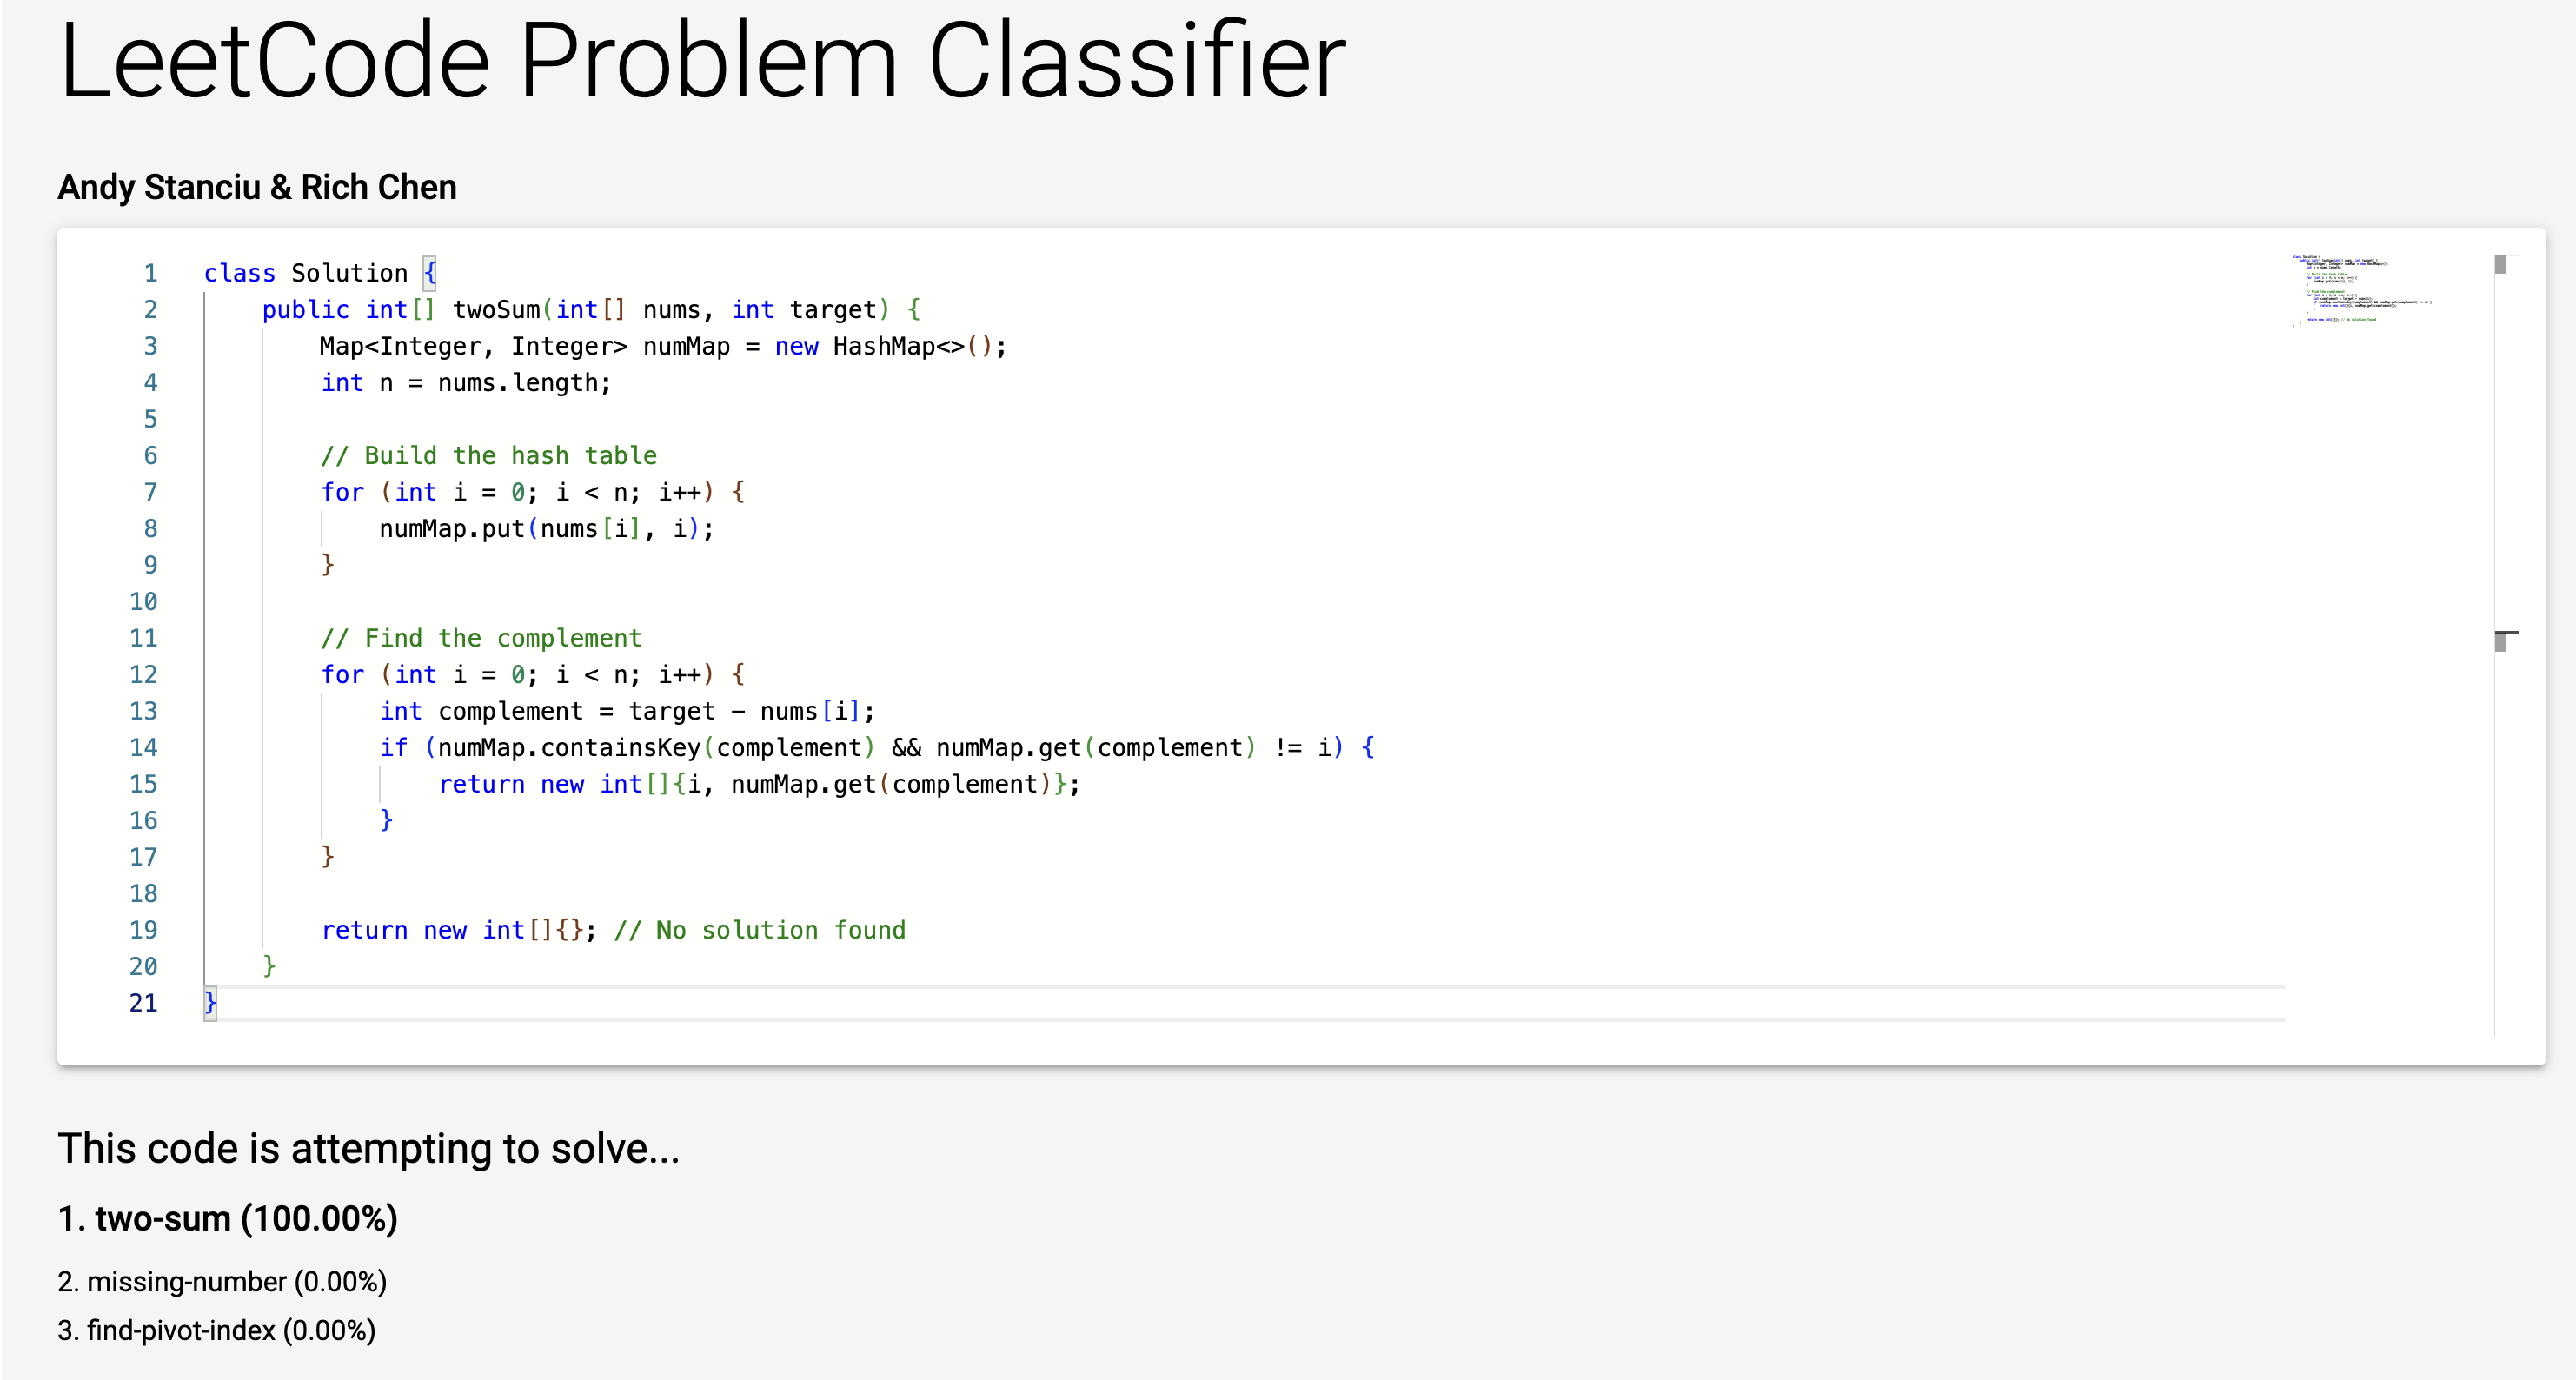 LeetCode Problem Classifier
Andy Stanciu & Rich Chen
1 class Solution {
2     public int[] twoSum(int[] nums, int target) {
3         Map<Integer, Integer> numMap = new HashMap<>();
4         int n = nums.length;
5
6         // Build the hash table
7         for (int i = 0; i < n; i++) {
8             numMap.put(nums[i], i);
9         }
10
11         // Find the complement
12         for (int i = 0; i < n; i++) {
13             int complement = target - nums[i];
14             if (numMap.containsKey(complement) && numMap.get(complement) != i) {
15                 return new int[]{i, numMap.get(complement)};
16             }
17         }
18
19         return new int[]{}; // No solution found
20     }
21 }
This code is attempting to solve...
1. two-sum (100.00%)
2. missing-number (0.00%)
3. find-pivot-index (0.00%)